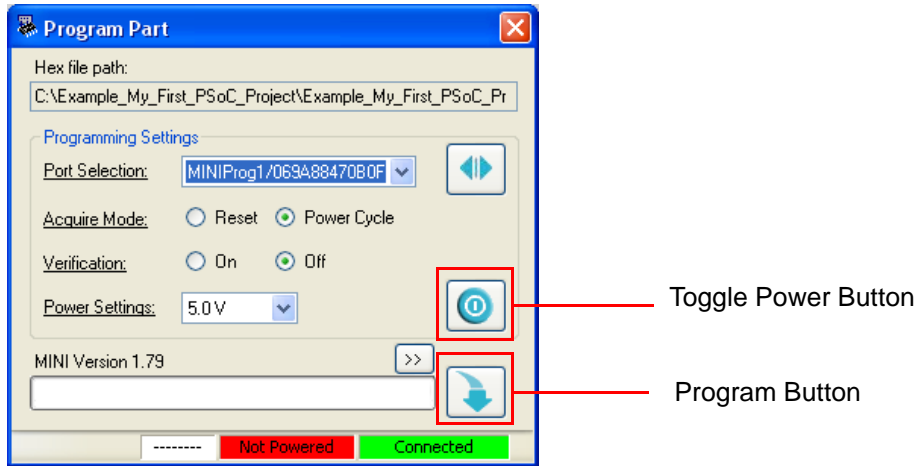 Program Part
Hex file path:
C:\Example_My_First_PSoC_Project\Example_My_First_PSoC_Pr
Programming Settings
Port Selection: MINIProg1/069A88470B0F
Acquire Mode: Reset Power Cycle
Verification: On Off
Power Settings: 5.0 V
Toggle Power Button
MINI Version 1.79 >>
Program Button
-------- Not Powered Connected